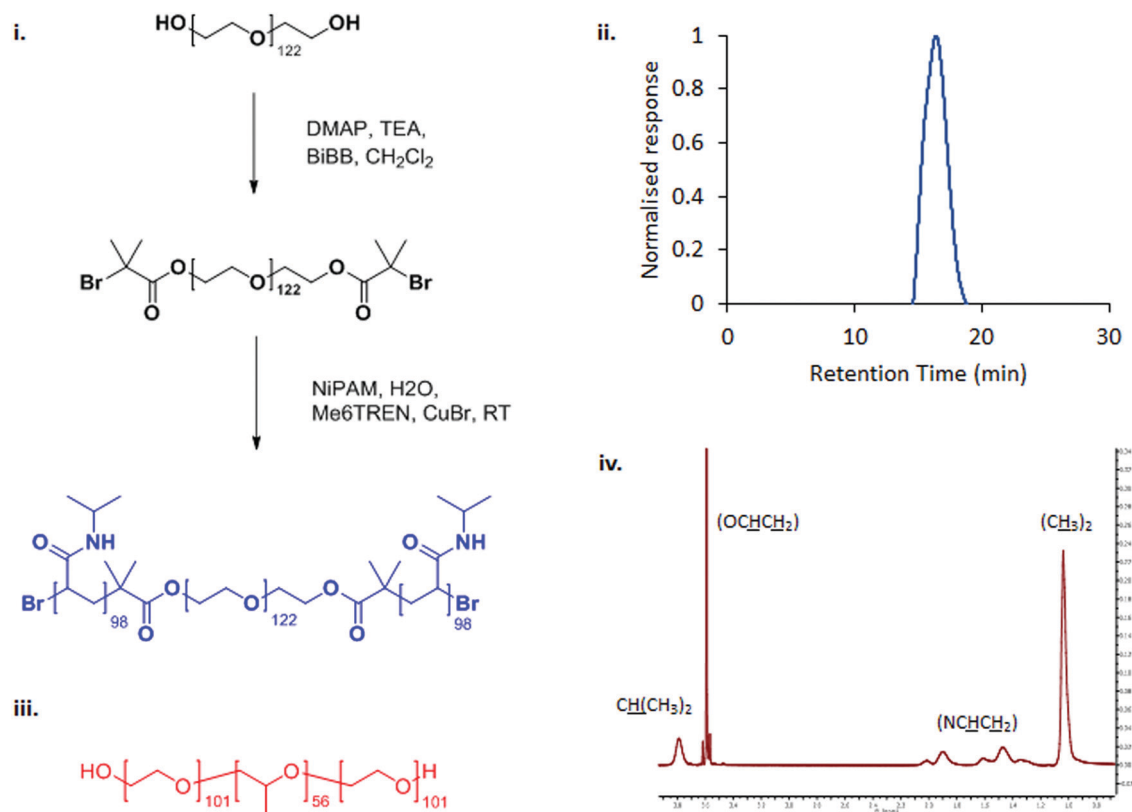 i.
HO O 122 OH
DMAP, TEA,
BiBB, CH2Cl2
Br O O 122 O O Br
NiPAM, H2O,
Me6TREN, CuBr, RT
O NH O NH
Br 98 O O 122 O O 98 Br
iii.
HO O 101 O 56 O H 101
ii.
Normalised response
1
0.8
0.6
0.4
0.2
0
0 10 20 30
Retention Time (min)
iv.
(OCHCH2)
(CH3)2
CH(CH3)2
(NCHCH2)